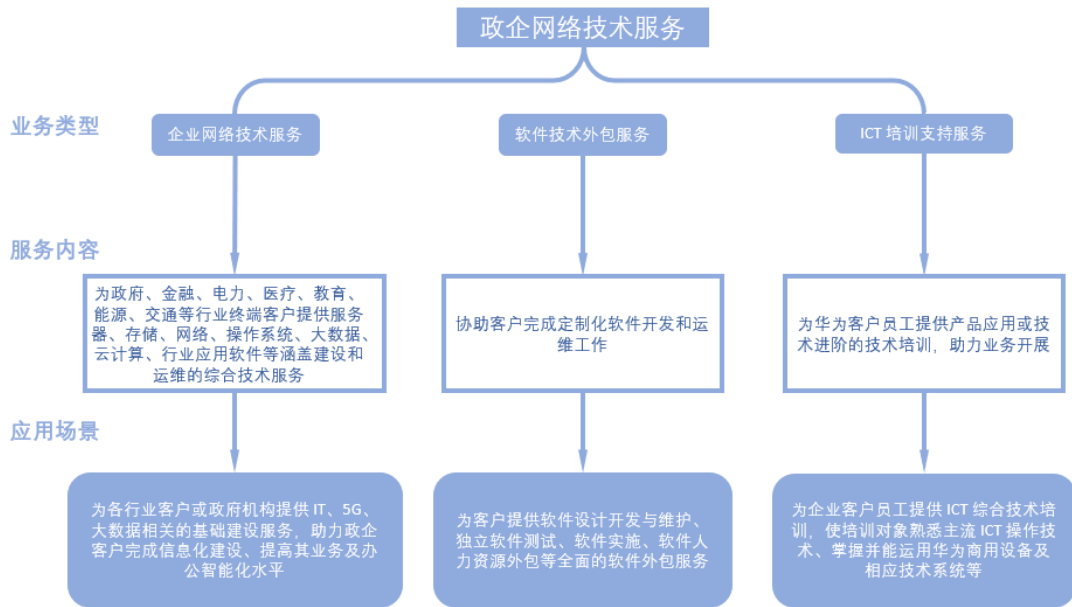 政企网络技术服务
业务类型
企业网络技术服务
软件技术外包服务
ICT 培训支持服务
服务内容
为政府、金融、电力、医疗、教育、
能源、交通等行业终端客户提供服务
器、存储、网络、操作系统、大数据、
云计算、行业应用软件等涵盖建设和
运维的综合技术服务
协助客户完成定制化软件开发和运
维工作
为华为客户员工提供产品应用或技
术进阶的技术培训，助力业务开展
应用场景
为各行业客户或政府机构提供 IT、5G、
大数据相关的基础建设服务，助力政企
客户完成信息化建设、提高其业务及办
公智能化水平
为客户提供软件设计开发与维护、
独立软件测试、软件实施、软件人
力资源外包等全面的软件外包服务
为企业客户员工提供 ICT 综合技术培
训，使培训对象熟悉主流 ICT 操作技
术、掌握并能运用华为商用设备及
相应技术系统等